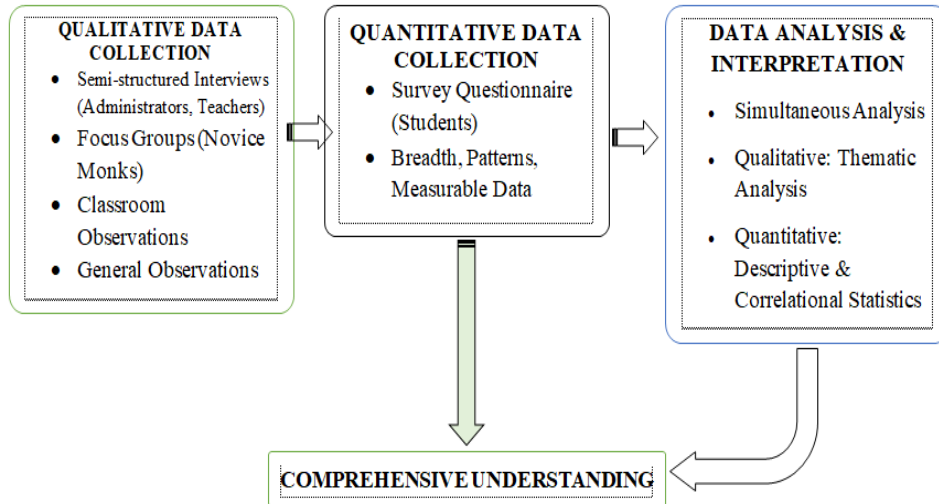 QUALITATIVE DATA
COLLECTION
• Semi-structured Interviews
(Administrators, Teachers)
• Focus Groups (Novice
Monks)
• Classroom
Observations
• General Observations
QUANTITATIVE DATA
COLLECTION
• Survey Questionnaire
(Students)
• Breadth, Patterns,
Measurable Data
DATA ANALYSIS &
INTERPRETATION
• Simultaneous Analysis
• Qualitative: Thematic
Analysis
• Quantitative:
Descriptive &
Correlational Statistics
COMPREHENSIVE UNDERSTANDING